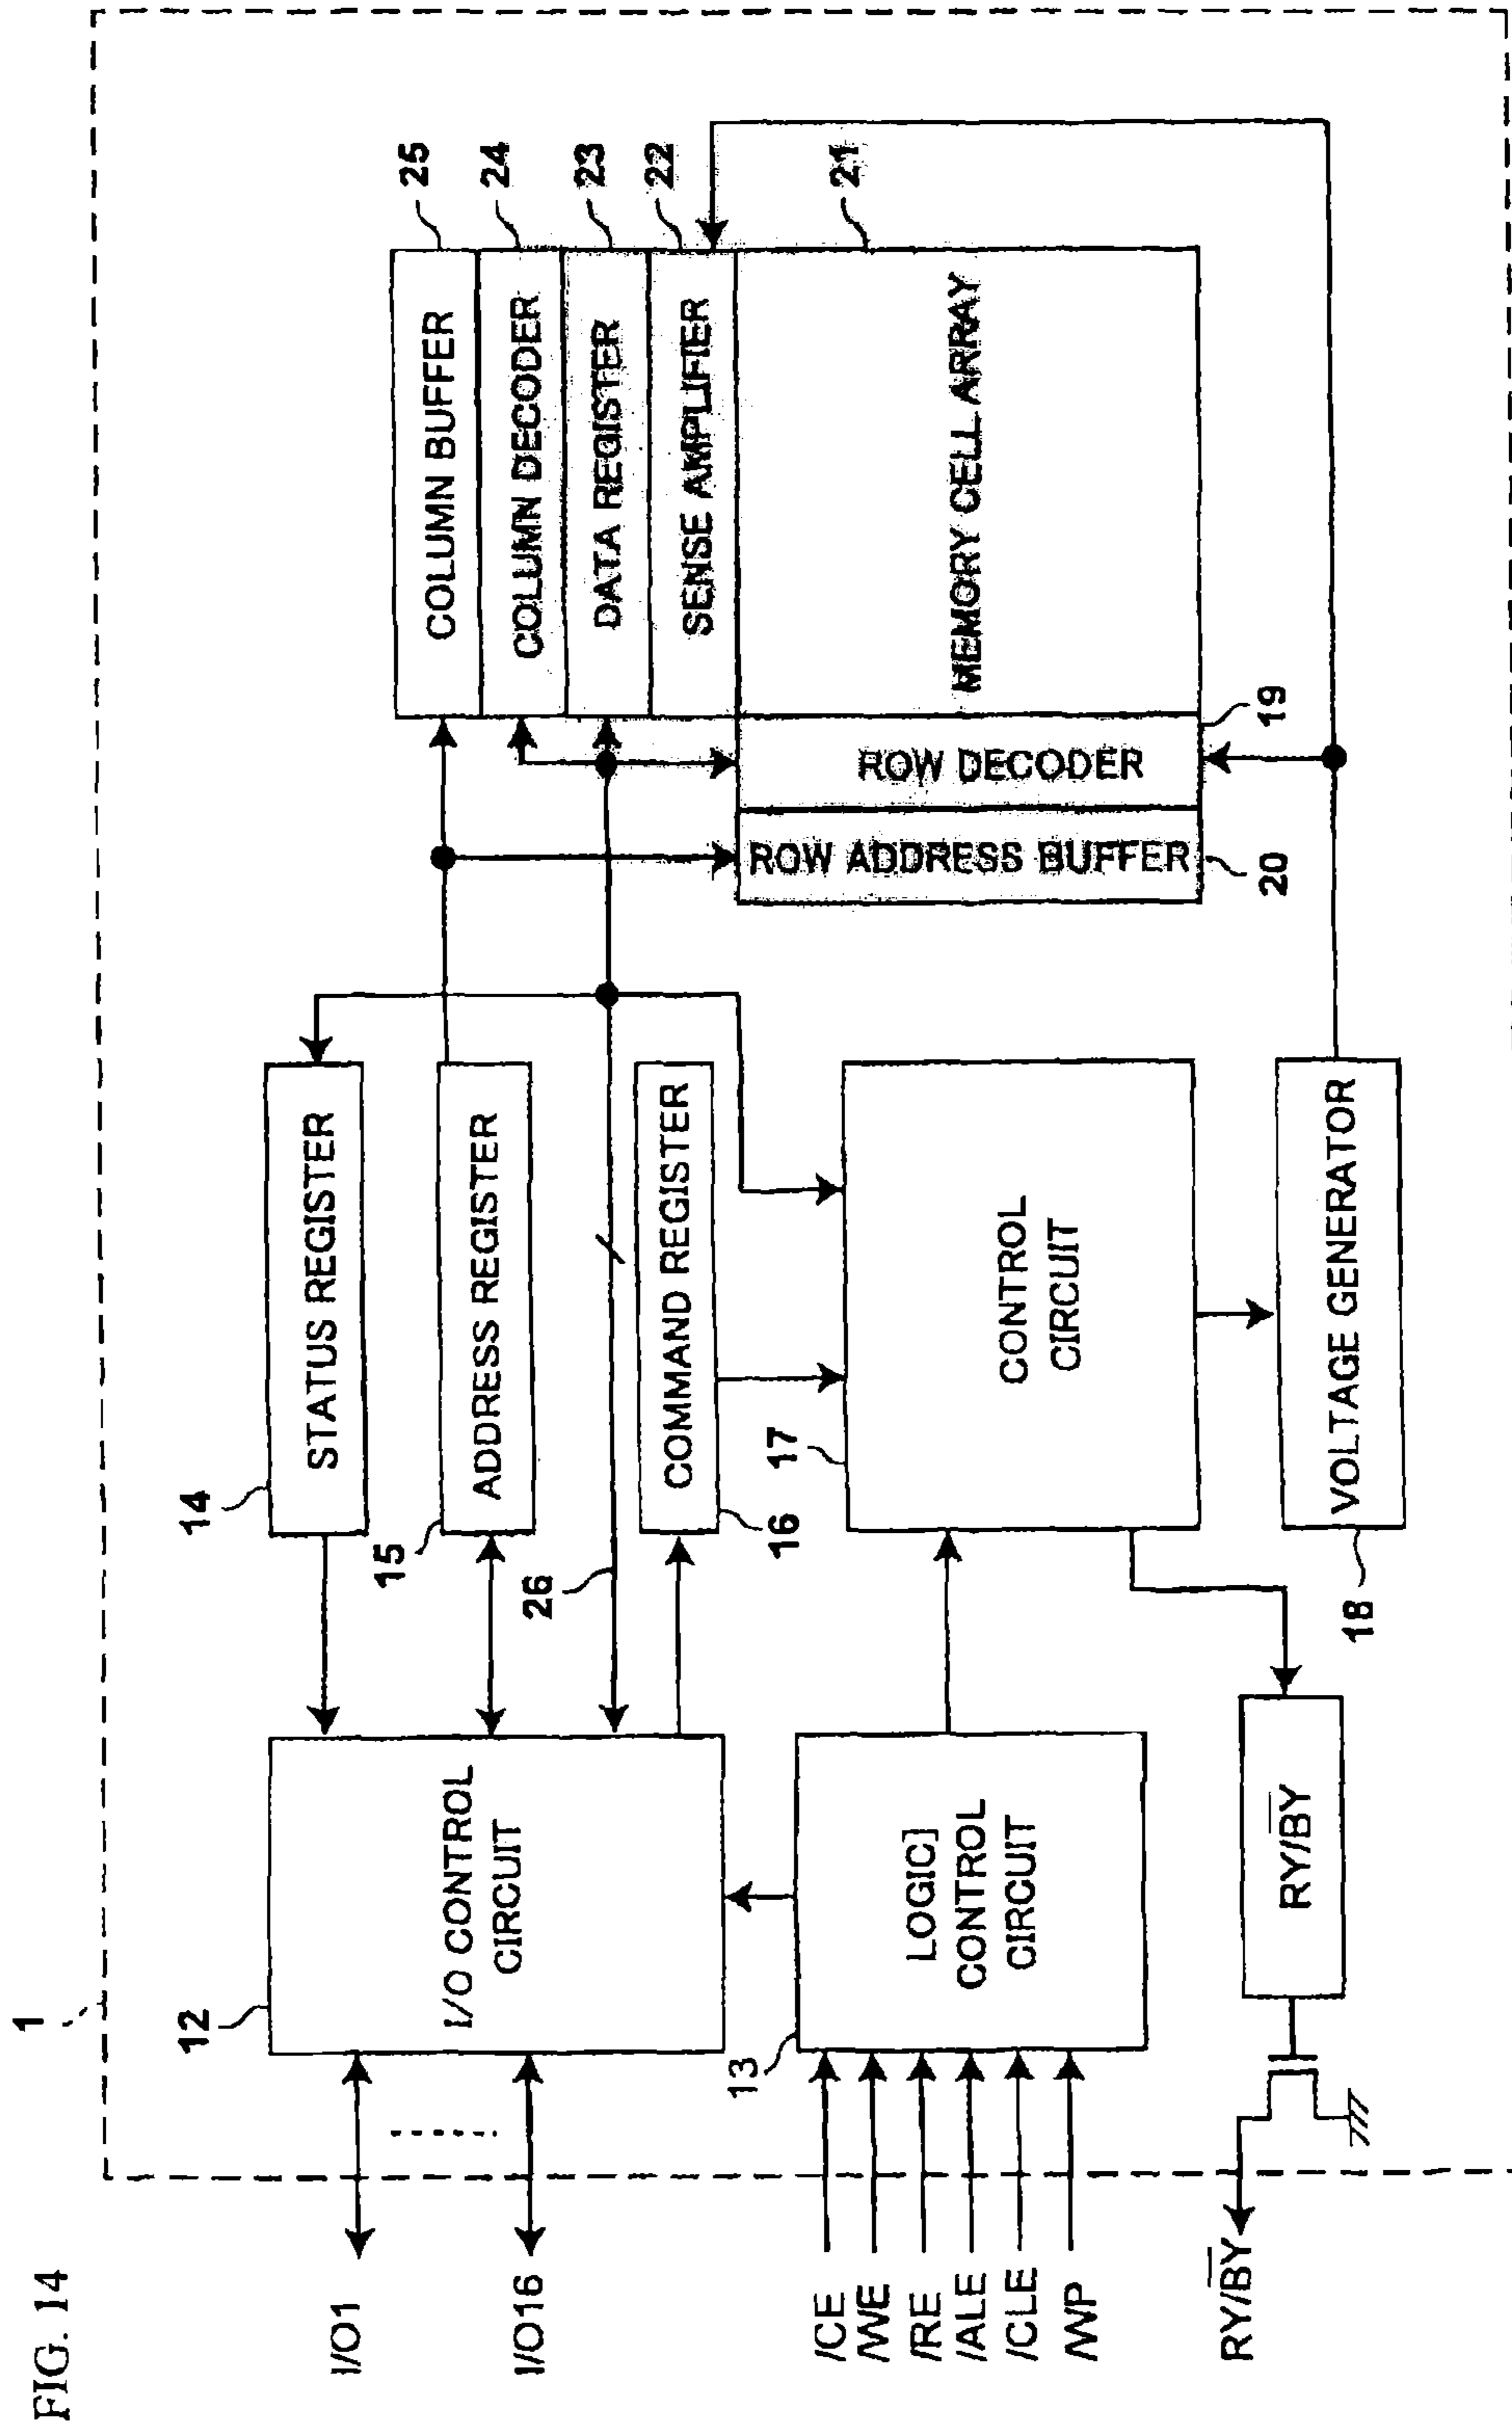 FIG. 14
1
I/O1
I/O16
/CE
/WE
/RE
/ALE
/CLE
/WP
RY/BY
12
I/O CONTROL
CIRCUIT
13
LOGIC]
CONTROL
CIRCUIT
RY/BY
14
STATUS REGISTER
15
ADDRESS REGISTER
26
COMMAND REGISTER
16
17
CONTROL
CIRCUIT
VOLTAGE GENERATOR
18
COLUMN BUFFER
25
COLUMN DECODER
24
DATA REGISTER
23
SENSE AMPLIFIER
22
MEMORY CELL ARRAY
21
ROW DECODER
19
ROW ADDRESS BUFFER
20